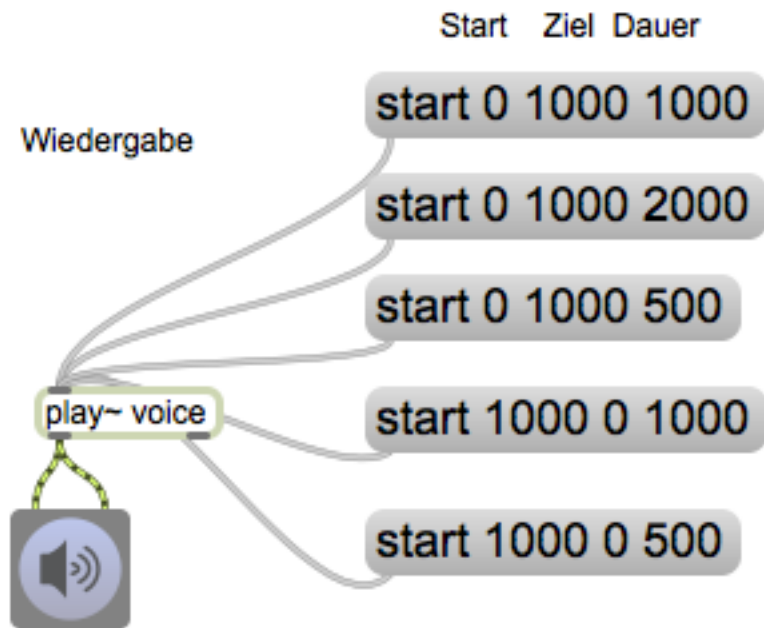 Start Ziel Dauer
start 0 1000 1000
Wiedergabe
start 0 1000 2000
start 0 1000 500
play~ voice
start 1000 0 1000
start 1000 0 500